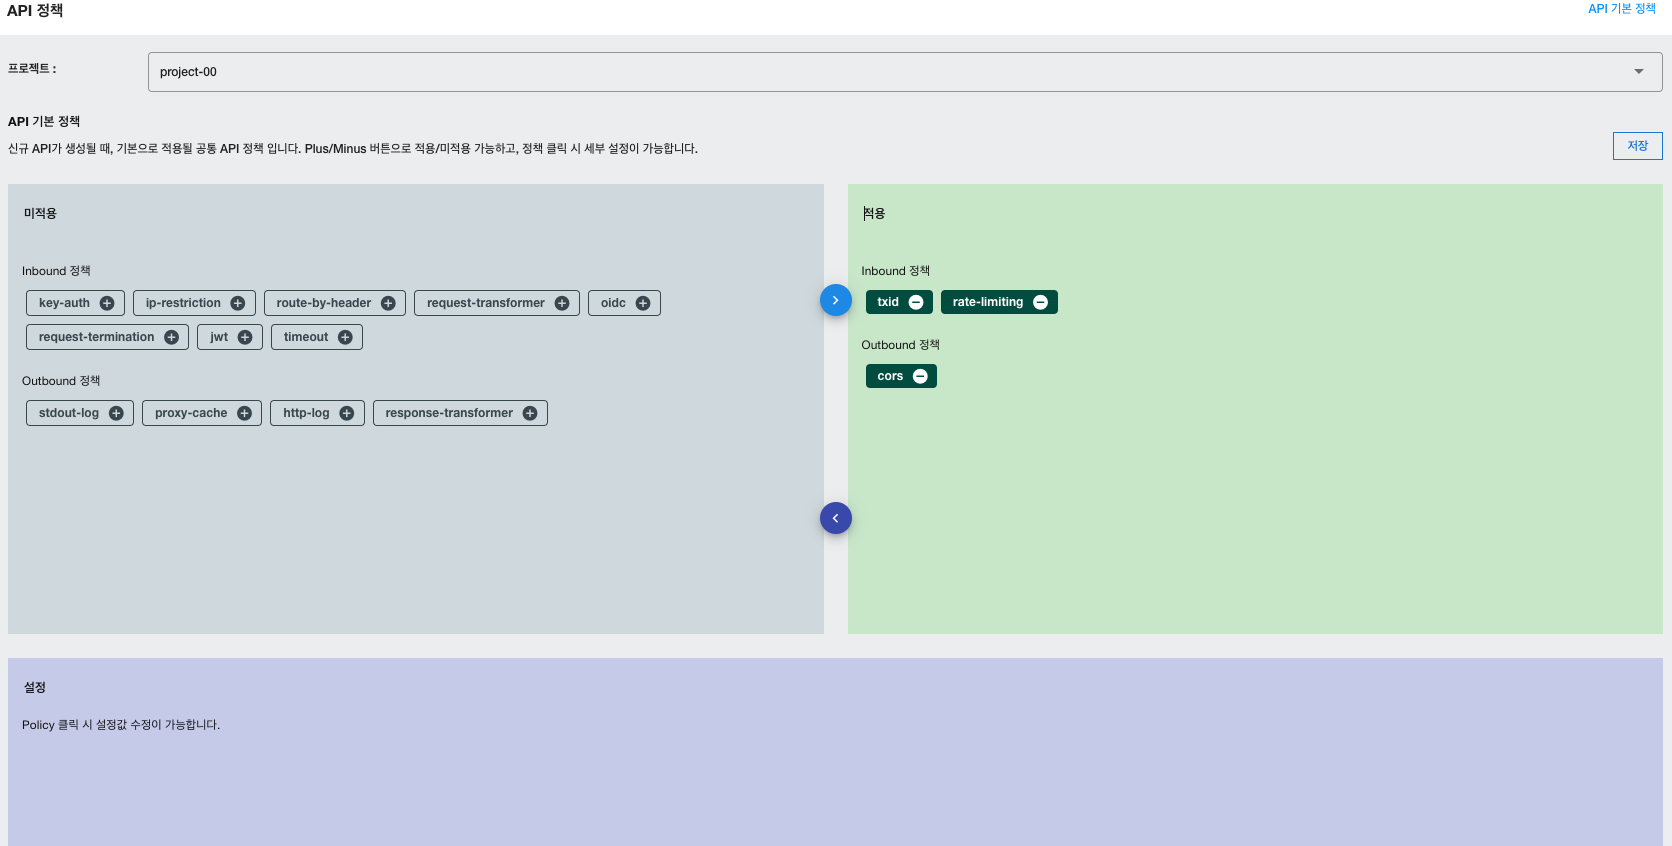 API 정책
API 기본 정책
프로젝트 :
project-00
API 기본 정책
신규 API가 생성될 때, 기본으로 적용될 공통 API 정책 입니다. Plus/Minus 버튼으로 적용/미적용 가능하고, 정책 클릭 시 세부 설정이 가능합니다.
저장
미적용
Inbound 정책
key-auth
ip-restriction
route-by-header
request-transformer
oidc
request-termination
jwt
timeout
Outbound 정책
stdout-log
proxy-cache
http-log
response-transformer
적용
Inbound 정책
txid
rate-limiting
Outbound 정책
cors
설정
Policy 클릭 시 설정값 수정이 가능합니다.